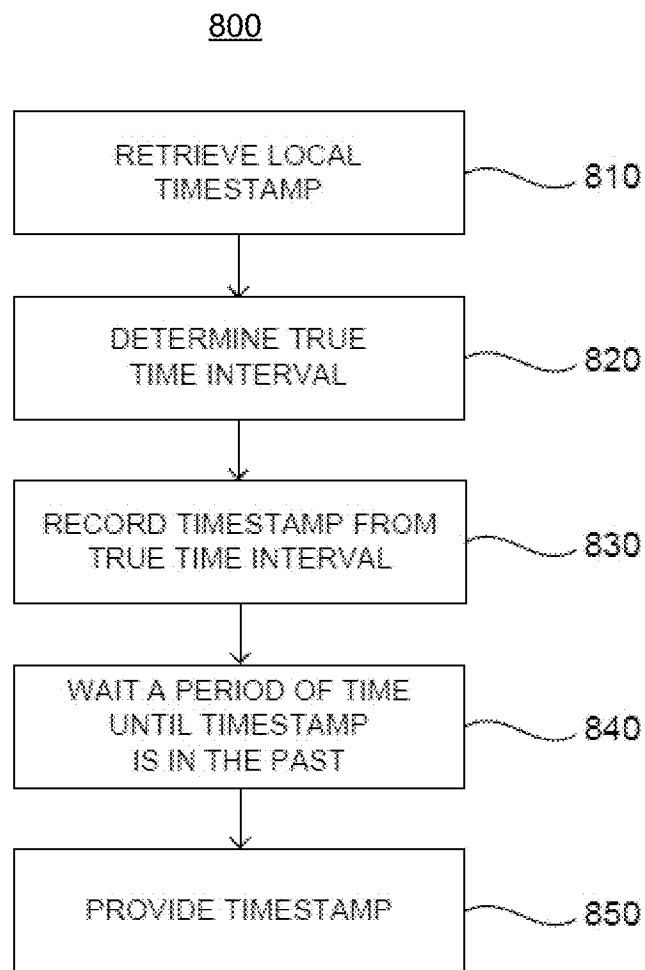 800
RETRIEVE LOCAL
TIMESTAMP
810
DETERMINE TRUE
TIME INTERVAL
820
RECORD TIMESTAMP FROM
TRUE TIME INTERVAL
830
WAIT A PERIOD OF TIME
UNTIL TIMESTAMP
IS IN THE PAST
840
PROVIDE TIMESTAMP
850